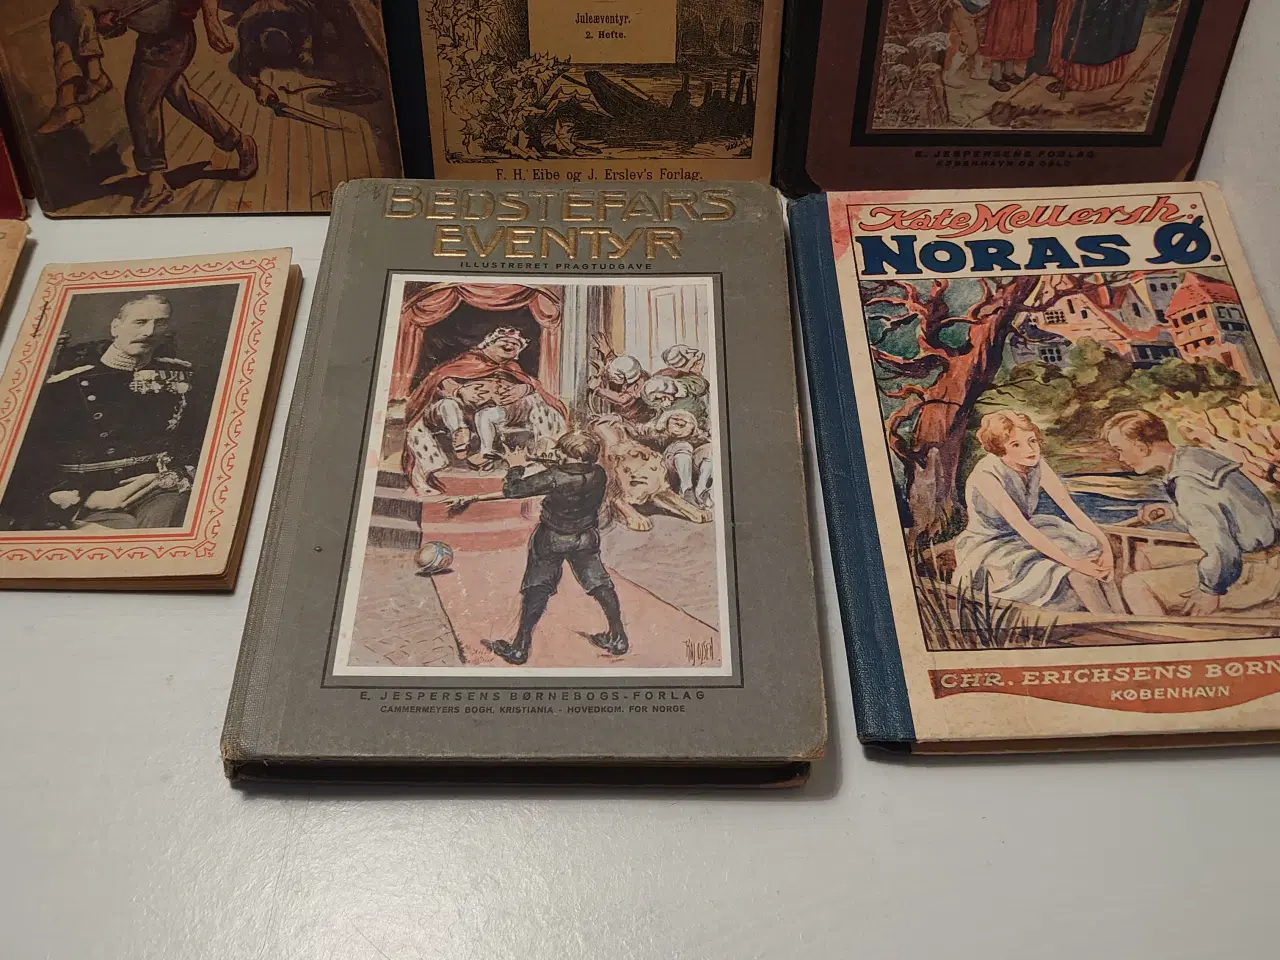 Juleæventyr.
2. Hefte.
F. H. Eibe og J. Erslev's Forlag.
E. JESPERSENS FORLAG
KØBENHAVN OG OSLO
BEDSTEFARS
EVENTYR
ILLUSTRERET PRAGTUDGAVE
E. JESPERSENS BØRNEBOGS-FORLAG
CAMMERMEYERS BOGH. KRISTIANIA - HOVEDKOM. FOR NORGE
Kate Mellersh:
NORAS Ø.
CHR. ERICHSENS BØRN
KØBENHAVN